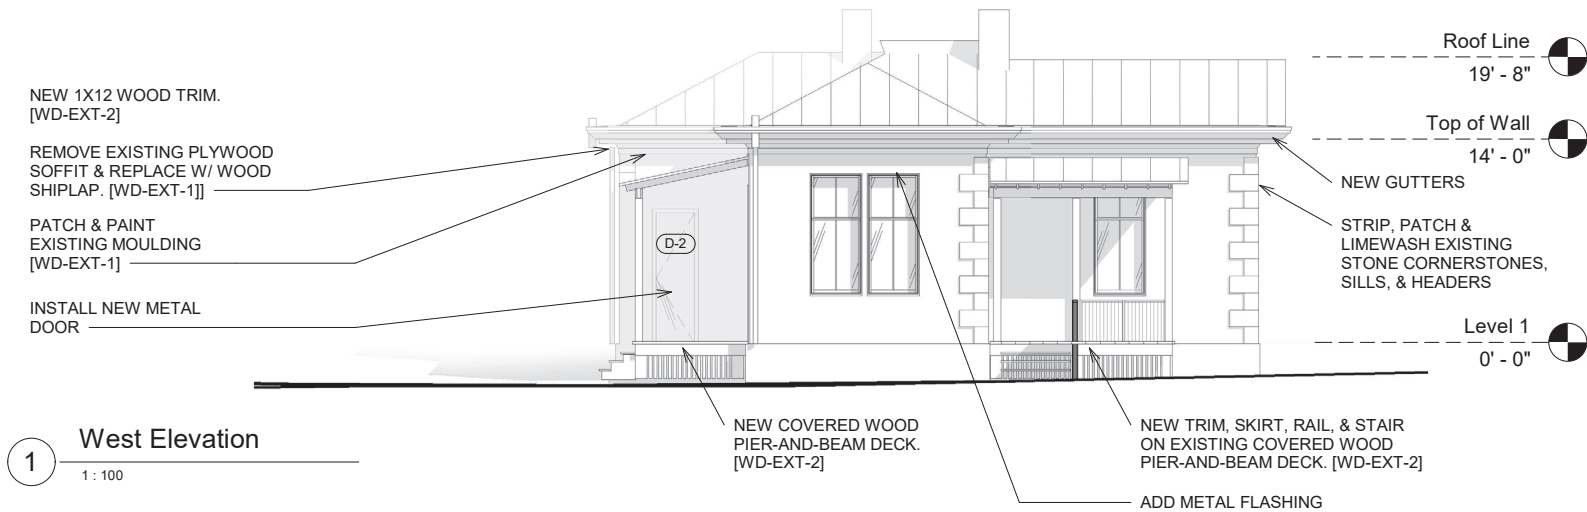 NEW 1X12 WOOD TRIM.
[WD-EXT-2]
REMOVE EXISTING PLYWOOD
SOFFIT & REPLACE W/ WOOD
SHIPLAP. [WD-EXT-1]]
PATCH & PAINT
EXISTING MOULDING
[WD-EXT-1]
INSTALL NEW METAL
DOOR
D-2
Roof Line
19' - 8"
Top of Wall
14' - 0"
NEW GUTTERS
STRIP, PATCH &
LIMEWASH EXISTING
STONE CORNERSTONES,
SILLS, & HEADERS
Level 1
0' - 0"
NEW COVERED WOOD
PIER-AND-BEAM DECK.
[WD-EXT-2]
NEW TRIM, SKIRT, RAIL, & STAIR
ON EXISTING COVERED WOOD
PIER-AND-BEAM DECK. [WD-EXT-2]
ADD METAL FLASHING
1
West Elevation
1 : 100